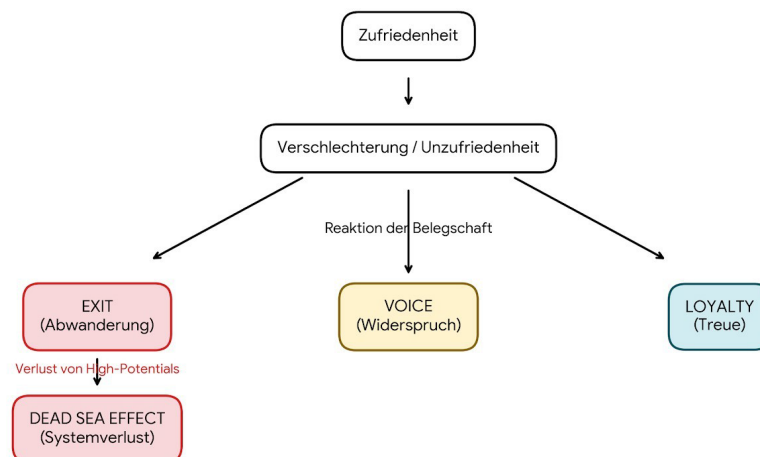 Zufriedenheit
Verschlechterung / Unzufriedenheit
Reaktion der Belegschaft
EXIT
(Abwanderung)
VOICE
(Widerspruch)
LOYALTY
(Treue)
Verlust von High-Potentials
DEAD SEA EFFECT
(Systemverlust)